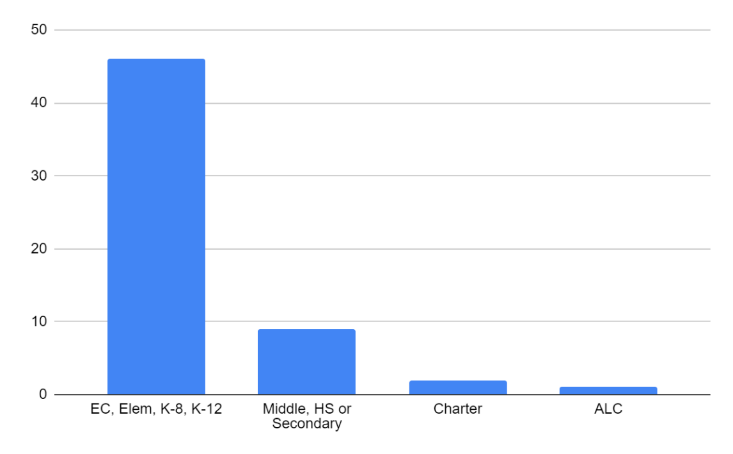 50
40
30
20
10
0
EC, Elem, K-8, K-12
Middle, HS or
Secondary
Charter
ALC